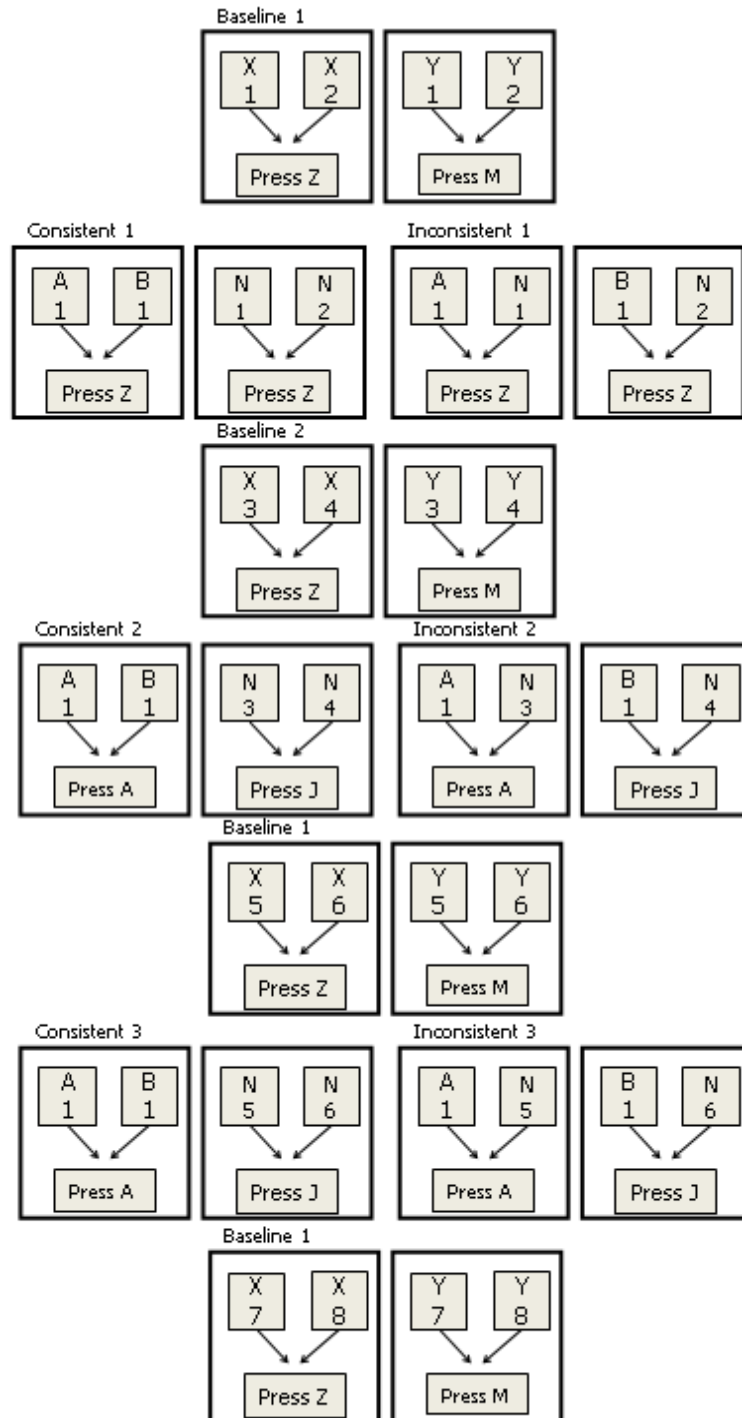 Baseline 1
X X Y Y
1 2 1 2
Press Z Press M
Consistent 1 Inconsistent 1
A B N N A N B N
1 1 1 2 1 1 1 2
Press Z Press Z Press Z Press Z
Baseline 2
X X Y Y
3 4 3 4
Press Z Press M
Consistent 2 Inconsistent 2
A B N N A N B N
1 1 3 4 1 3 1 4
Press A Press J Press A Press J
Baseline 1
X X Y Y
5 6 5 6
Press Z Press M
Consistent 3 Inconsistent 3
A B N N A N B N
1 1 5 6 1 5 1 6
Press A Press J Press A Press J
Baseline 1
X X Y Y
7 8 7 8
Press Z Press M